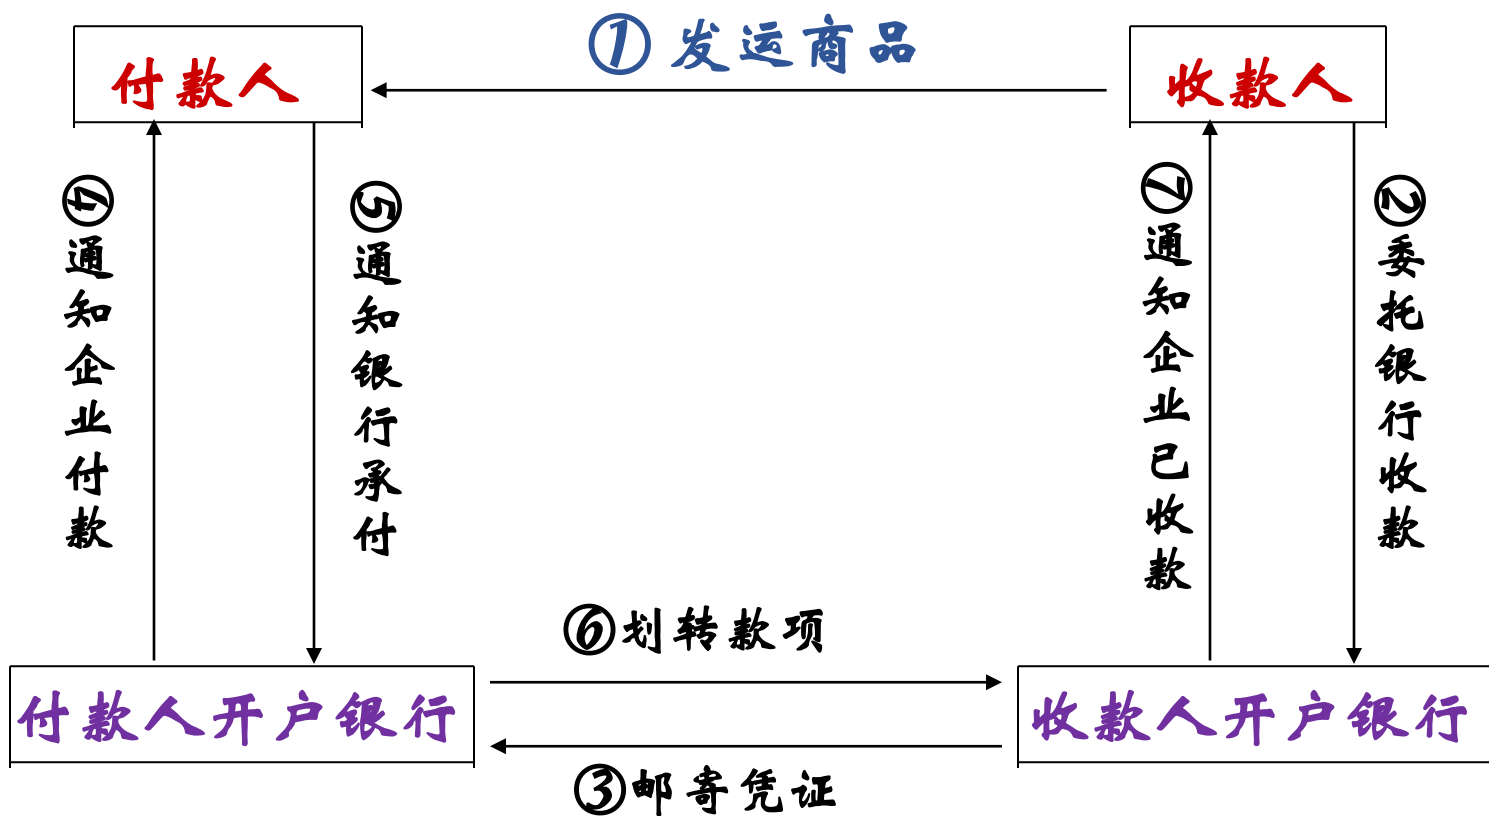 ①发运商品
付款人
收款人
④通知企业付款
⑤通知银行承付
⑦通知企业已收款
②委托银行收款
⑥划转款项
付款人开户银行
收款人开户银行
③邮寄凭证